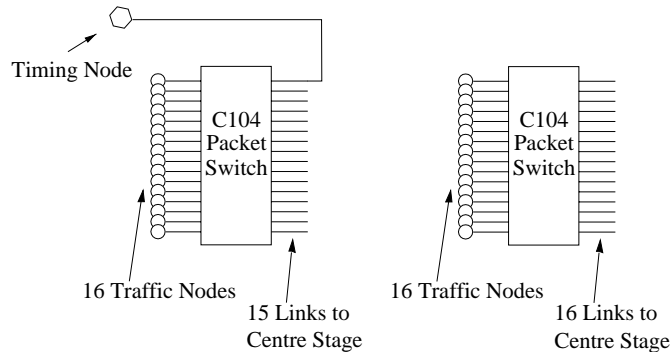 Timing Node
C104
Packet
Switch
16 Traffic Nodes
15 Links to
Centre Stage
C104
Packet
Switch
16 Traffic Nodes
16 Links to
Centre Stage